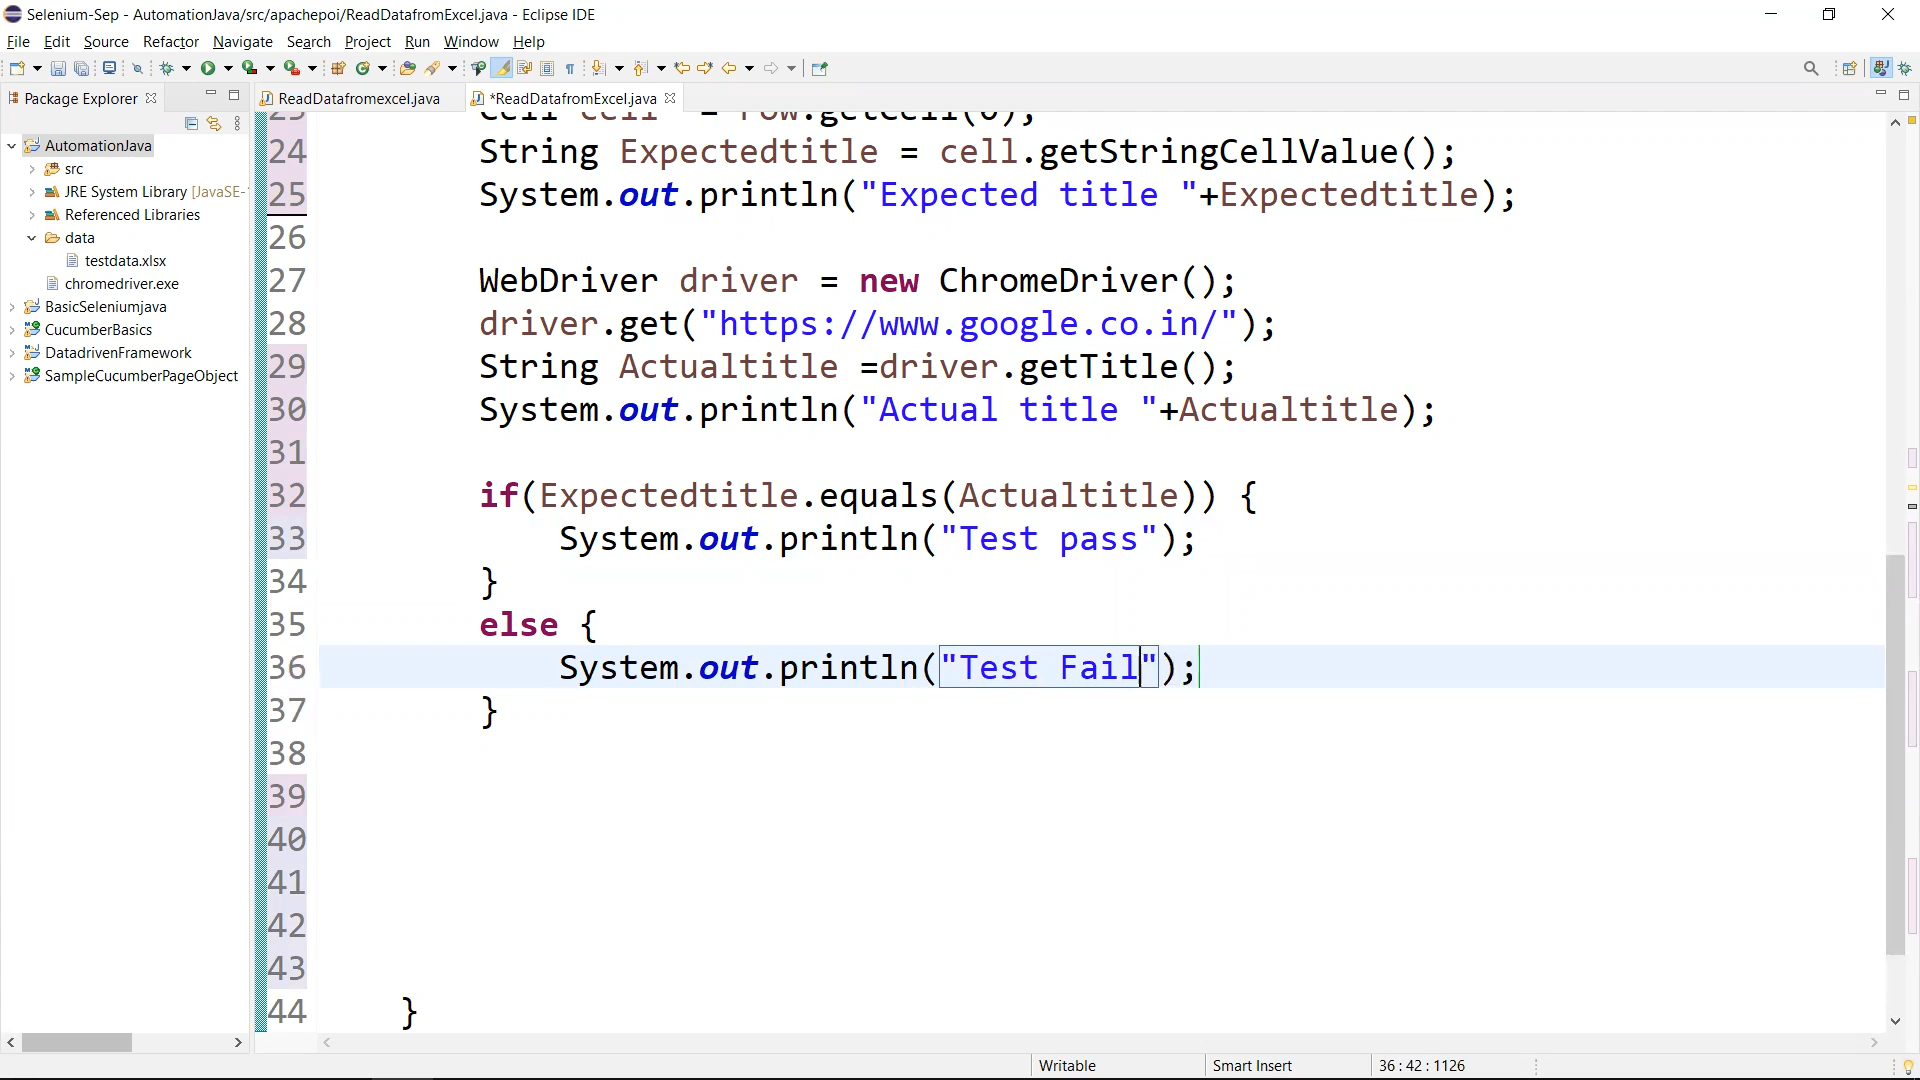 Selenium-Sep - AutomationJava/src/apachepoi/ReadDatafromExcel.java - Eclipse IDE
File Edit Source Refactor Navigate Search Project Run Window Help
Package Explorer
ReadDatafromexcel.java *ReadDatafromExcel.java
AutomationJava
src
JRE System Library [JavaSE-
Referenced Libraries
data
testdata.xlsx
chromedriver.exe
BasicSeleniumjava
CucumberBasics
DatadrivenFramework
SampleCucumberPageObject
23 Cell cell = row.getCell(0);
24 String Expectedtitle = cell.getStringCellValue();
25 System.out.println("Expected title "+Expectedtitle);
26
27 WebDriver driver = new ChromeDriver();
28 driver.get("https://www.google.co.in/");
29 String Actualtitle =driver.getTitle();
30 System.out.println("Actual title "+Actualtitle);
31
32 if(Expectedtitle.equals(Actualtitle)) {
33 System.out.println("Test pass");
34 }
35 else {
36 System.out.println("Test Fail");
37 }
38
39
40
41
42
43
44 }
Writable Smart Insert 36 : 42 : 1126